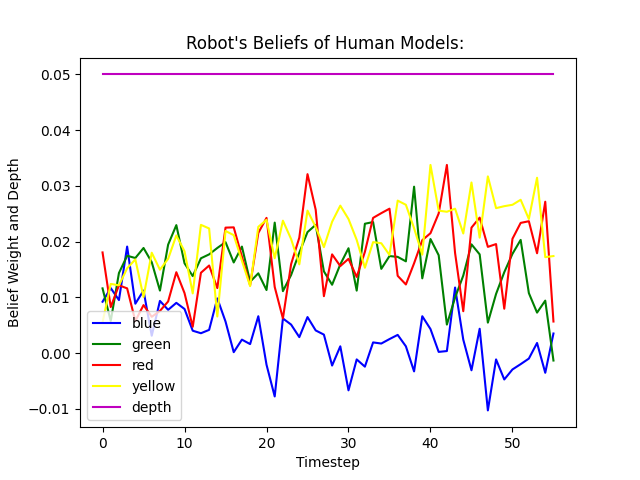 Robot's Beliefs of Human Models:
Belief Weight and Depth
0.05
0.04
0.03
0.02
0.01
0.00
−0.01
blue
green
red
yellow
depth
0 10 20 30 40 50
Timestep